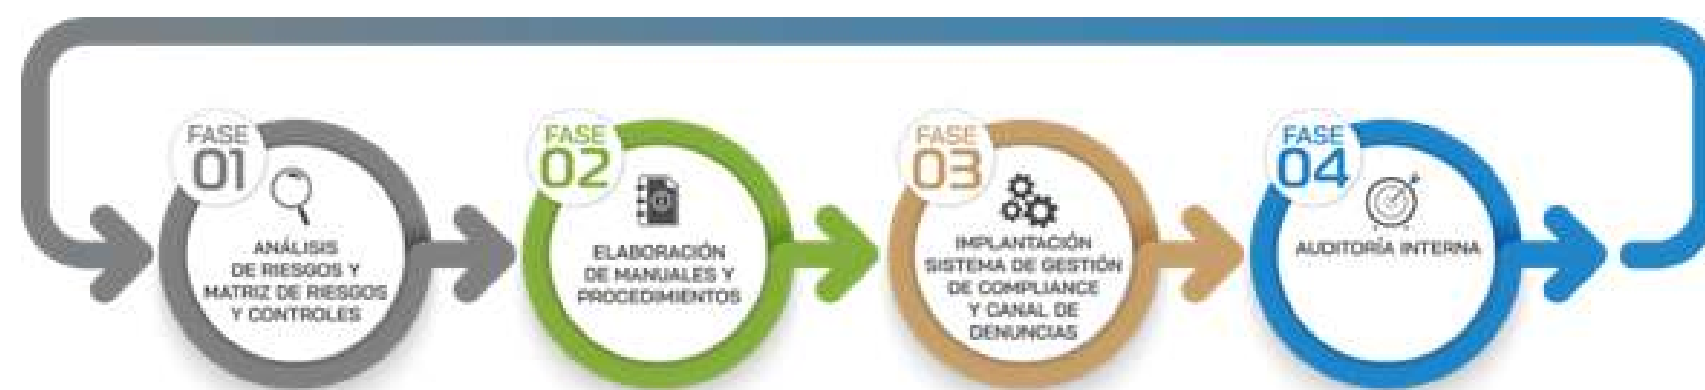 FASE
01
ANÁLISIS
DE RIESGOS Y
MATRIZ DE RIESGOS
Y CONTROLES
FASE
02
ELABORACIÓN
DE MANUALES Y
PROCEDIMIENTOS
FASE
03
IMPLANTACIÓN
SISTEMA DE GESTIÓN
DE COMPLIANCE
Y CANAL DE
DENUNCIAS
FASE
04
AUDITORÍA INTERNA